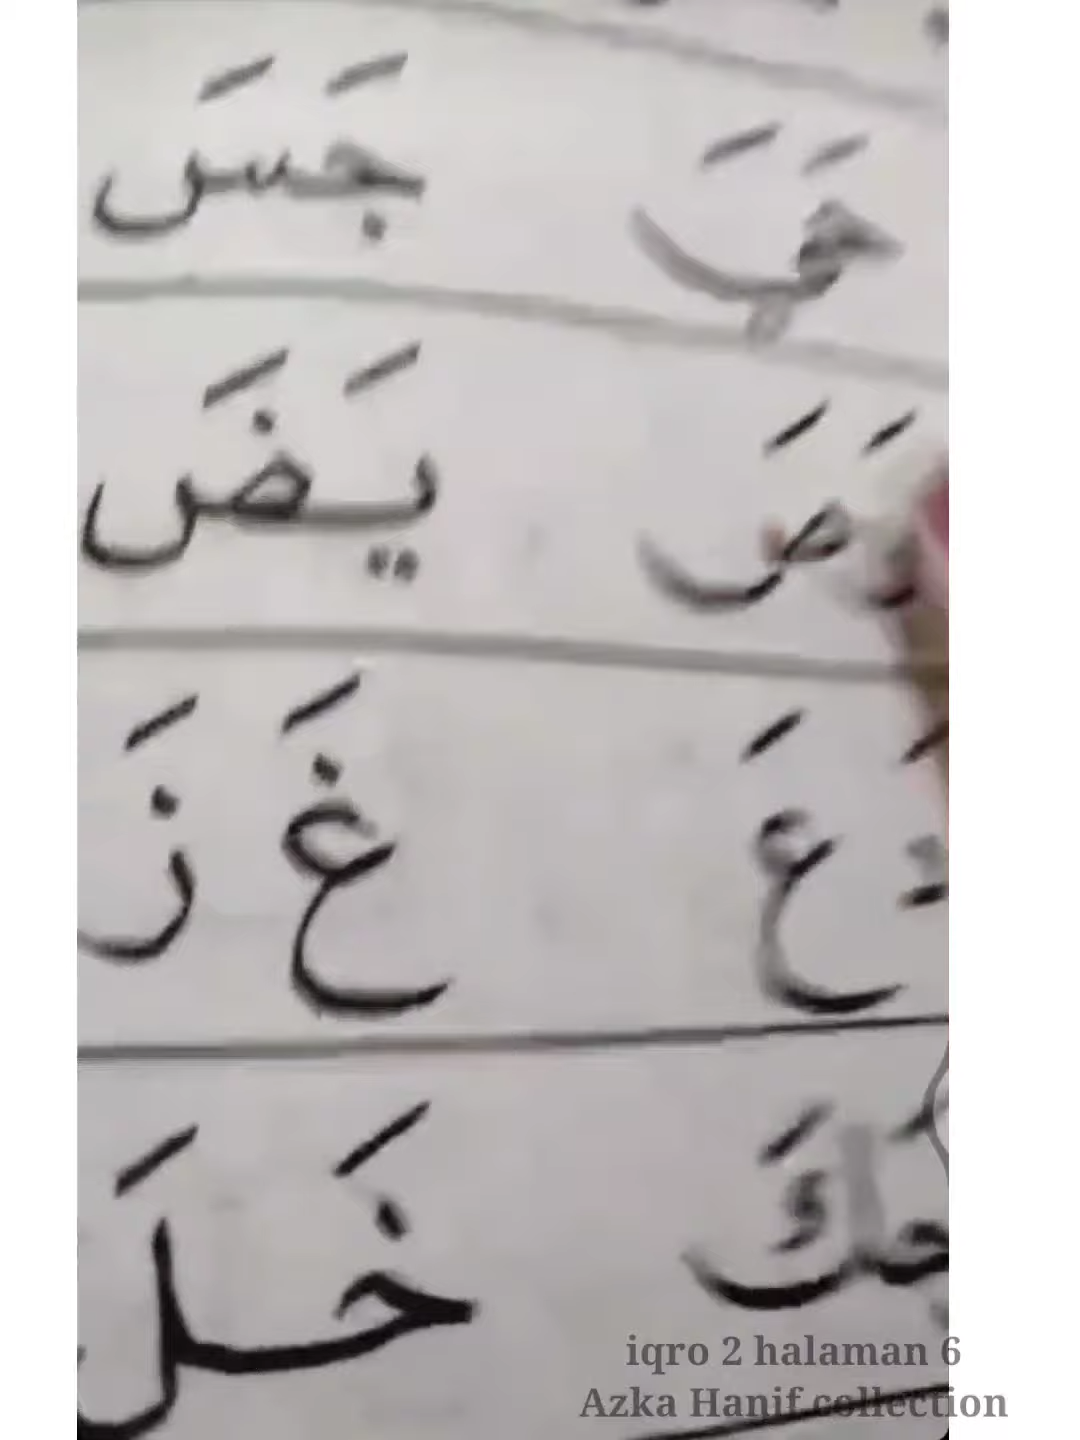 هَبَ جَسَ
صَ يَضَ
عَ غَ زَ
كَ خَلَ
iqro 2 halaman 6
Azka Hanif collection